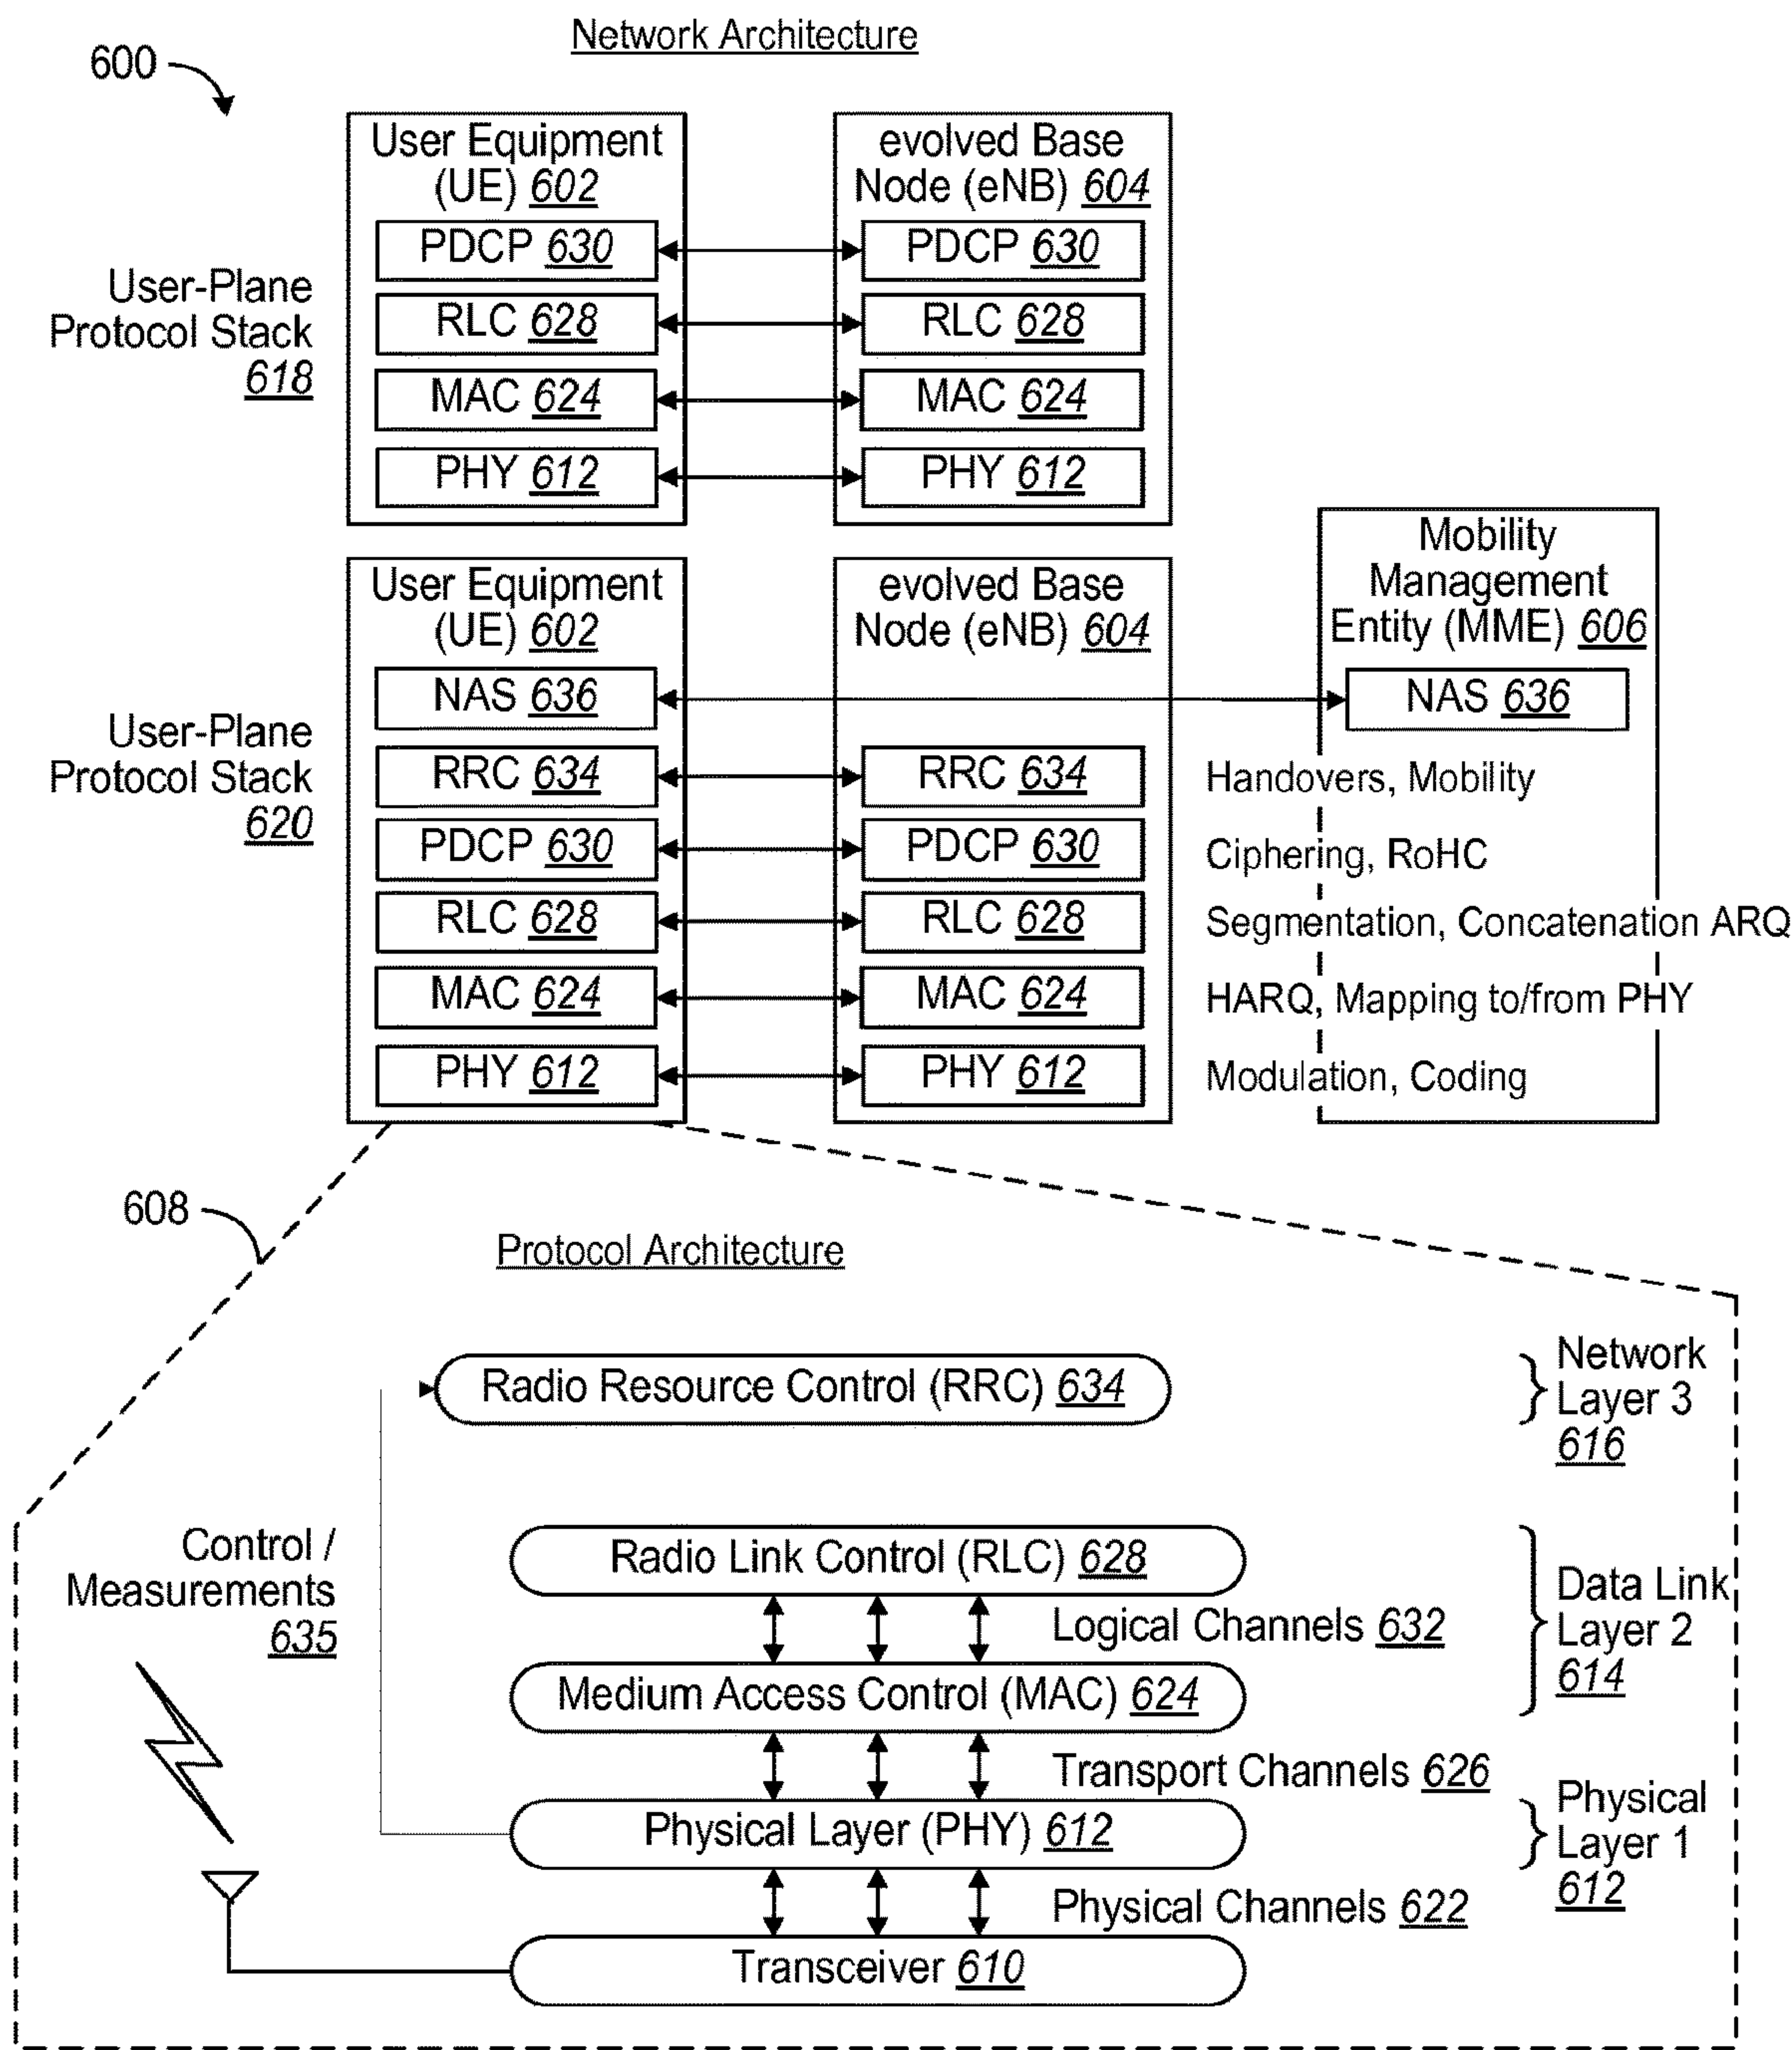 Network Architecture
600
User Equipment
(UE) 602
PDCP 630
RLC 628
MAC 624
PHY 612
evolved Base
Node (eNB) 604
PDCP 630
RLC 628
MAC 624
PHY 612
User-Plane
Protocol Stack
618
User Equipment
(UE) 602
NAS 636
RRC 634
PDCP 630
RLC 628
MAC 624
PHY 612
evolved Base
Node (eNB) 604
RRC 634
PDCP 630
RLC 628
MAC 624
PHY 612
Mobility
Management
Entity (MME) 606
NAS 636
Handovers, Mobility
Ciphering, RoHC
Segmentation, Concatenation ARQ
HARQ, Mapping to/from PHY
Modulation, Coding
User-Plane
Protocol Stack
620
608
Protocol Architecture
Radio Resource Control (RRC) 634
Network
Layer 3
616
Control /
Measurements
635
Radio Link Control (RLC) 628
Logical Channels 632
Medium Access Control (MAC) 624
Data Link
Layer 2
614
Transport Channels 626
Physical Layer (PHY) 612
Physical
Layer 1
612
Physical Channels 622
Transceiver 610